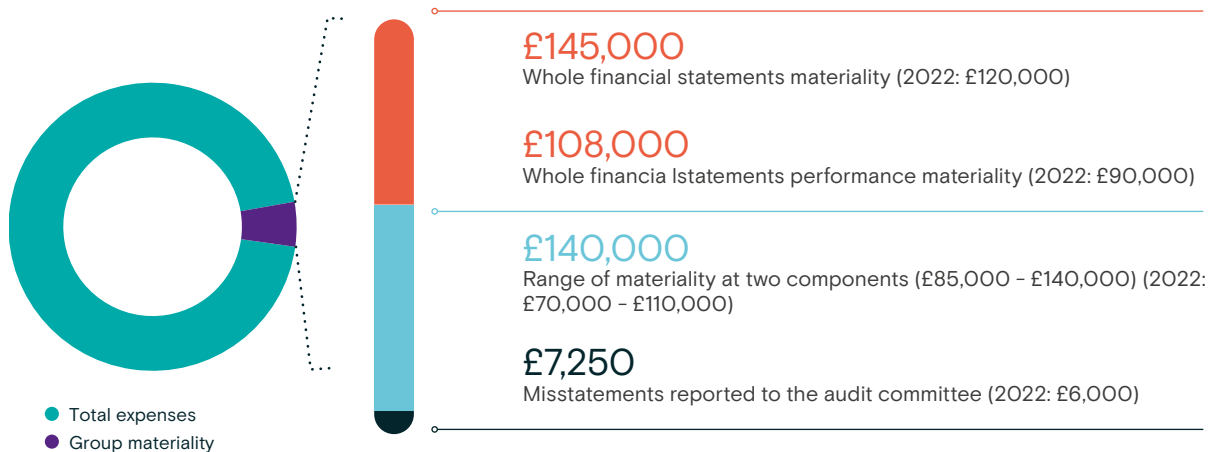 £145,000
Whole financial statements materiality (2022: £120,000)
£108,000
Whole financia lstatements performance materiality (2022: £90,000)
£140,000
Range of materiality at two components (£85,000 – £140,000) (2022:
£70,000 – £110,000)
£7,250
Misstatements reported to the audit committee (2022: £6,000)
Total expenses
Group materiality